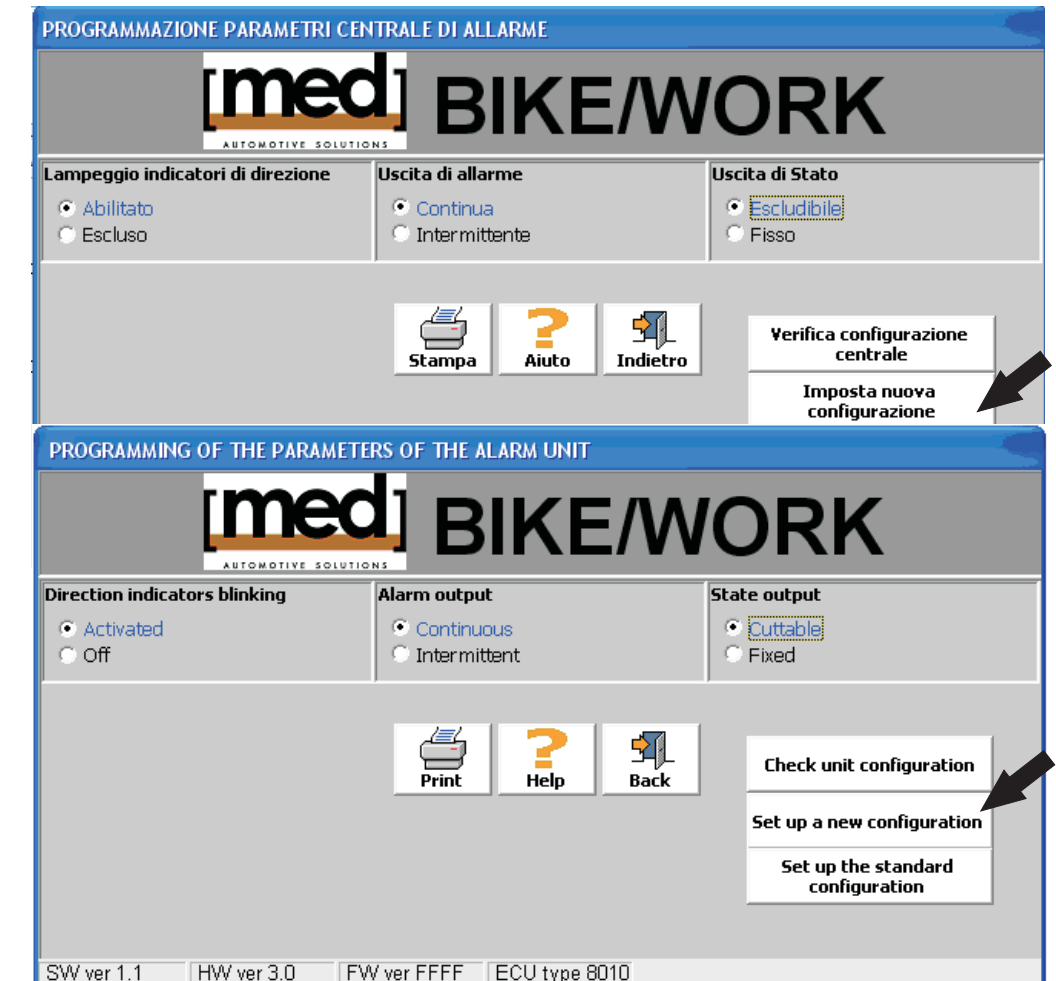 PROGRAMMAZIONE PARAMETRI CENTRALE DI ALLARME
[med] BIKE/WORK
AUTOMOTIVE SOLUTIONS
Lampeggio indicatori di direzione Uscita di allarme Uscita di Stato
Abilitato Continua Escludibile
Escluso Intermittente Fisso
Stampa Aiuto Indietro
Verifica configurazione
centrale
Imposta nuova
configurazione
PROGRAMMING OF THE PARAMETERS OF THE ALARM UNIT
[med] BIKE/WORK
AUTOMOTIVE SOLUTIONS
Direction indicators blinking Alarm output State output
Activated Continuous Cuttable
Off Intermittent Fixed
Print Help Back
Check unit configuration
Set up a new configuration
Set up the standard
configuration
SW ver 1.1 HW ver 3.0 FW ver FFFF ECU type 8010